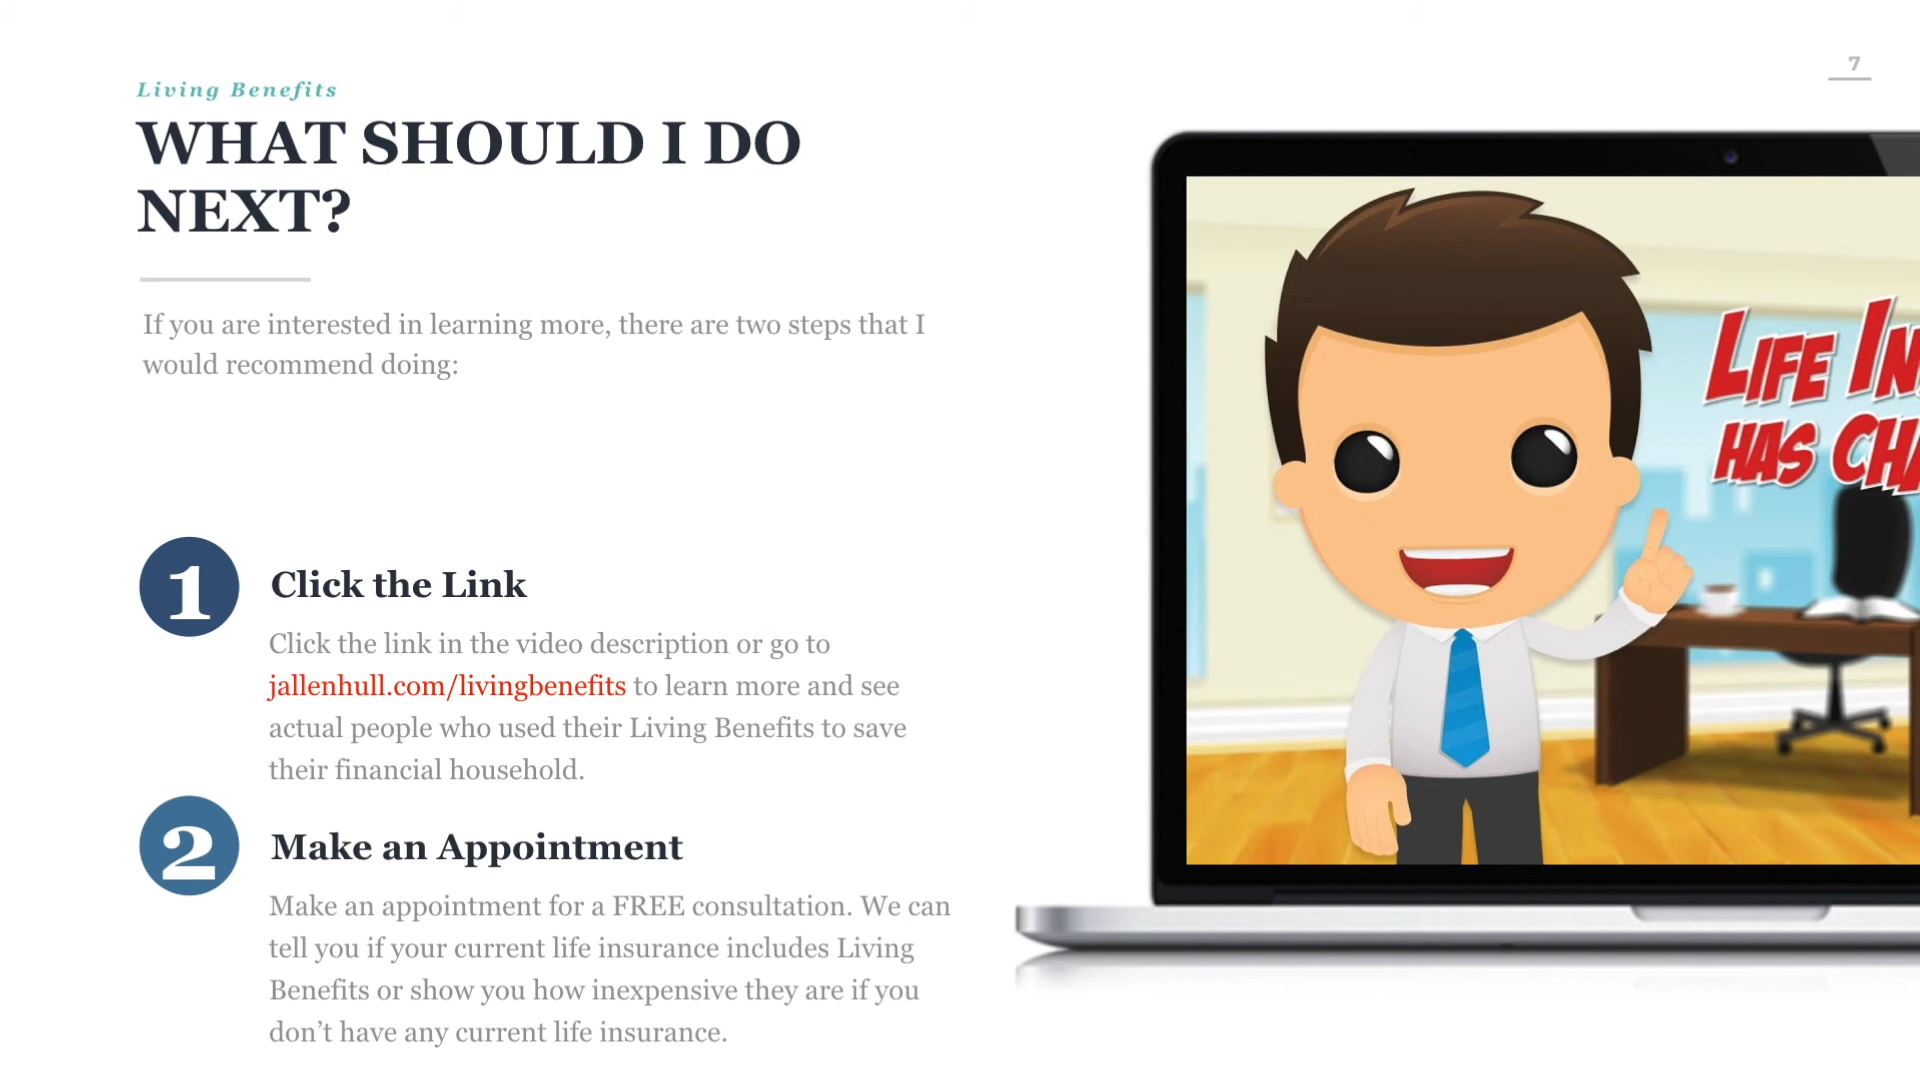 7
Living Benefits
WHAT SHOULD I DO
NEXT?
If you are interested in learning more, there are two steps that I
would recommend doing:
1
Click the Link
Click the link in the video description or go to
jallenhull.com/livingbenefits to learn more and see
actual people who used their Living Benefits to save
their financial household.
2
Make an Appointment
Make an appointment for a FREE consultation. We can
tell you if your current life insurance includes Living
Benefits or show you how inexpensive they are if you
don’t have any current life insurance.
LIFE
HAS